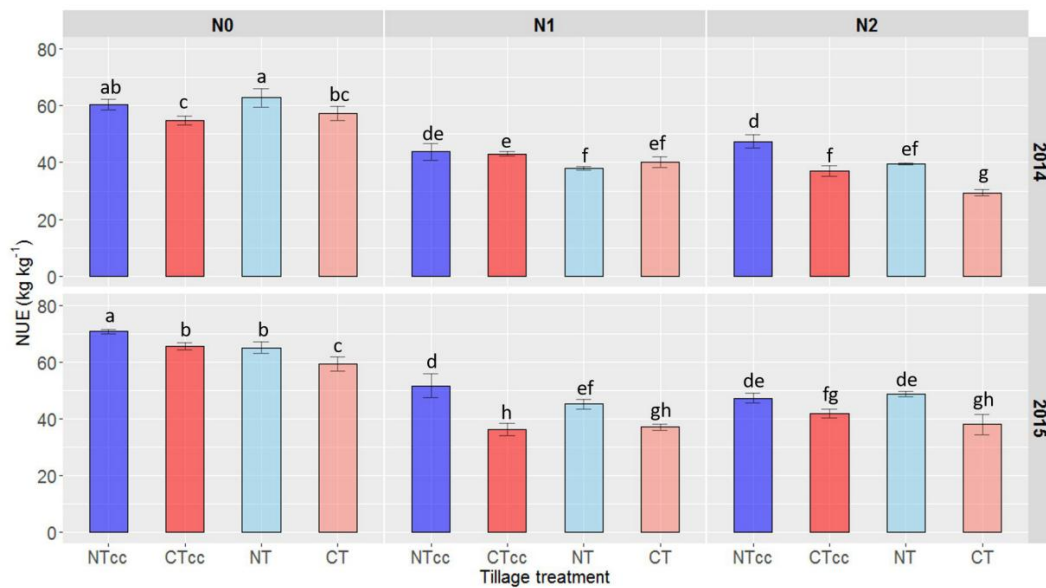 N0 N1 N2
80
60
40
20
0
ab c a bc
de e f ef
d f ef g
2014
NUE (kg kg⁻¹)
80
60
40
20
0
a b b c
d h ef gh
de fg de gh
2015
NTcc CTcc NT CT NTcc CTcc NT CT NTcc CTcc NT CT
Tillage treatment